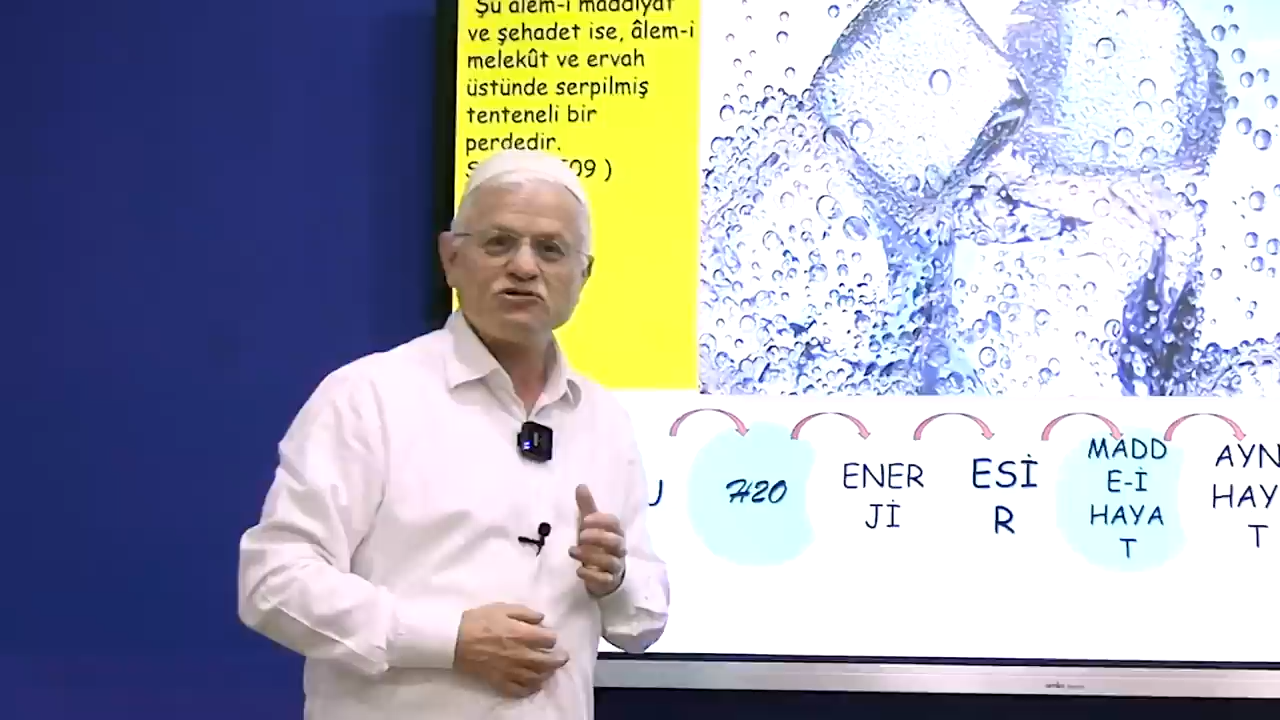 Şu âlem-i maddiyat
ve şehadet ise, âlem-i
melekût ve ervah
üstünde serpilmiş
tenteneli bir
perdedir.
09 )
H2O
ENER
Jİ
ESİ
R
MADD
E-İ
HAYA
T
AYN
HAY
T